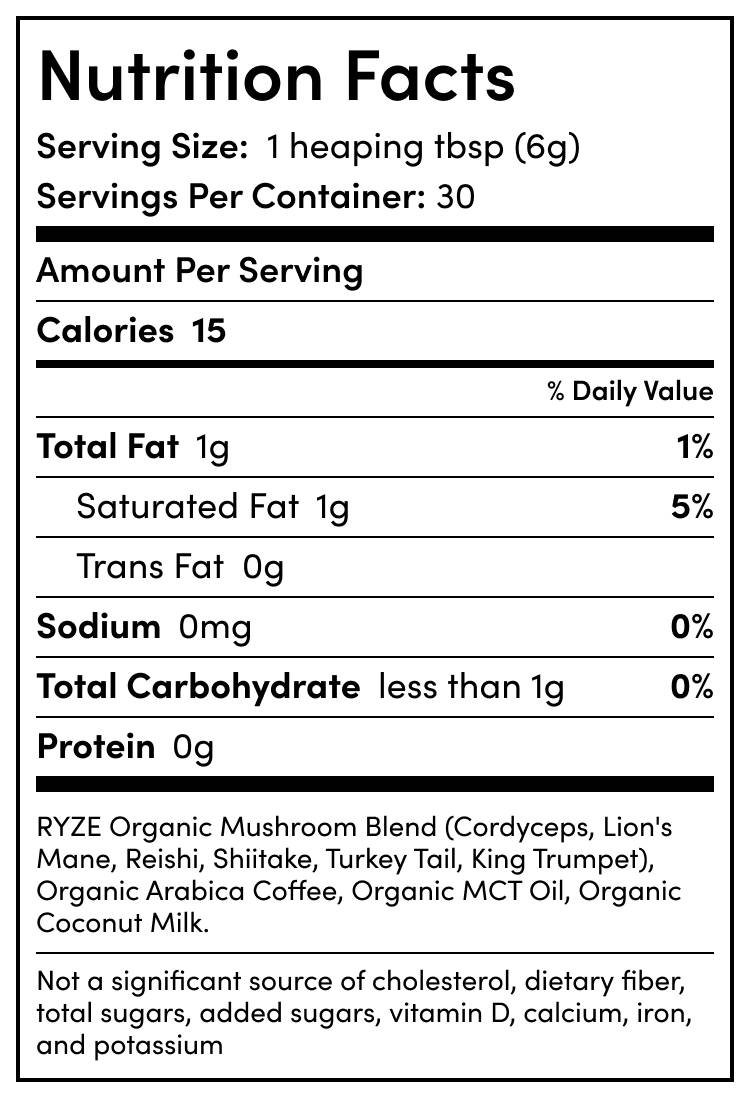 Nutrition Facts
Serving Size: 1 heaping tbsp (6g)
Servings Per Container: 30
Amount Per Serving
Calories 15
% Daily Value
Total Fat 1g 1%
Saturated Fat 1g 5%
Trans Fat 0g
Sodium 0mg 0%
Total Carbohydrate less than 1g 0%
Protein 0g
RYZE Organic Mushroom Blend (Cordyceps, Lion's
Mane, Reishi, Shiitake, Turkey Tail, King Trumpet),
Organic Arabica Coffee, Organic MCT Oil, Organic
Coconut Milk.
Not a significant source of cholesterol, dietary fiber,
total sugars, added sugars, vitamin D, calcium, iron,
and potassium